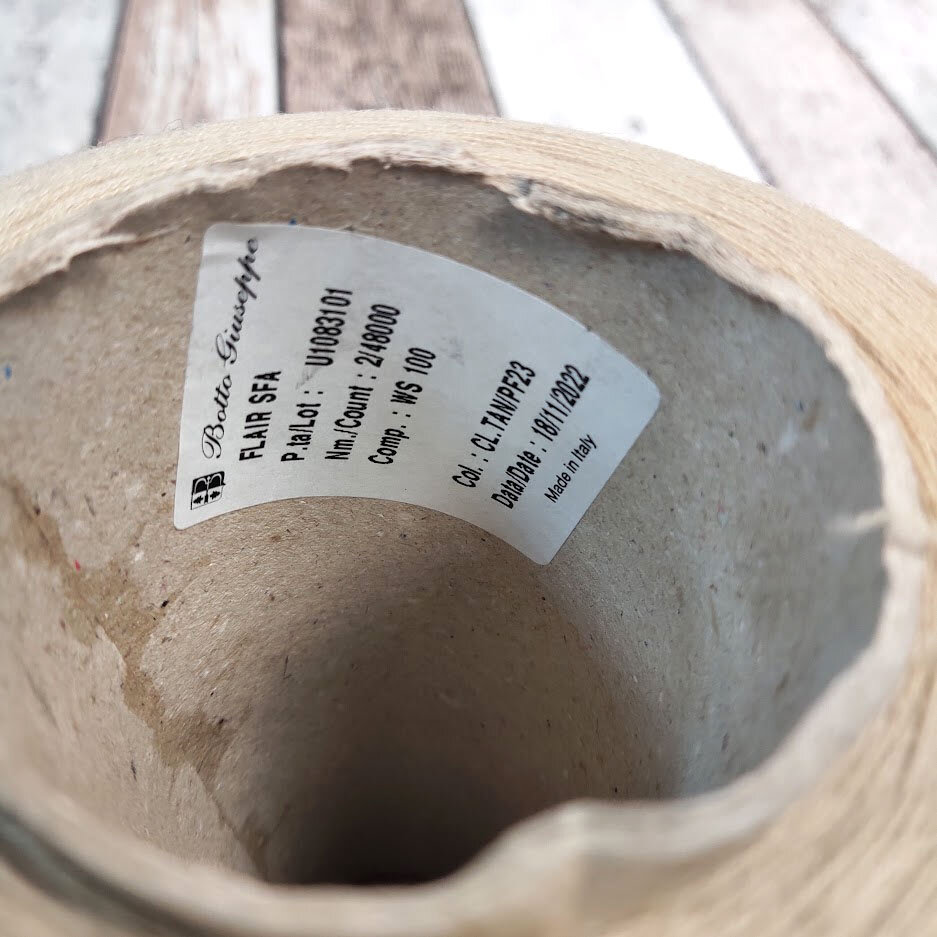 Botto Giuseppe
FLAIR SFA
P.ta/Lot : U1083101
Nm./Count : 2/48000
Comp. : WS 100
Col. : CL.TAN/PF23
Data/Date : 18/11/2022
Made in Italy